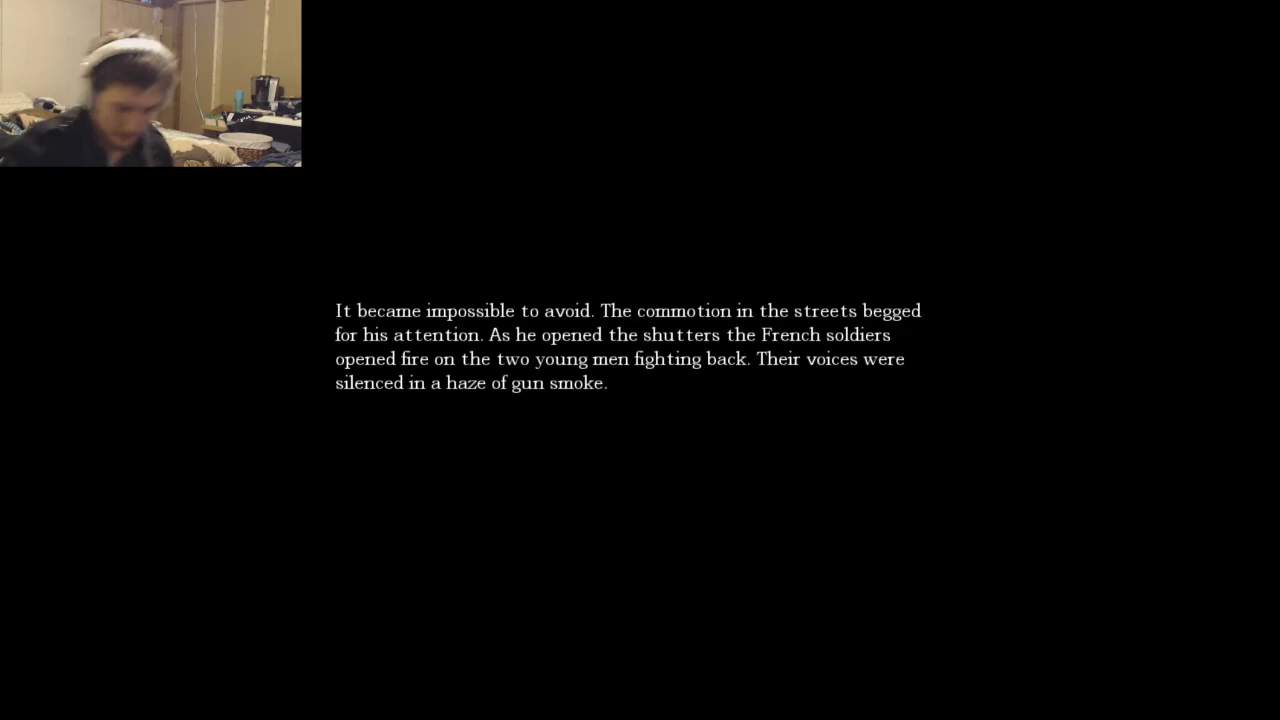 It became impossible to avoid. The commotion in the streets begged
for his attention. As he opened the shutters the French soldiers
opened fire on the two young men fighting back. Their voices were
silenced in a haze of gun smoke.